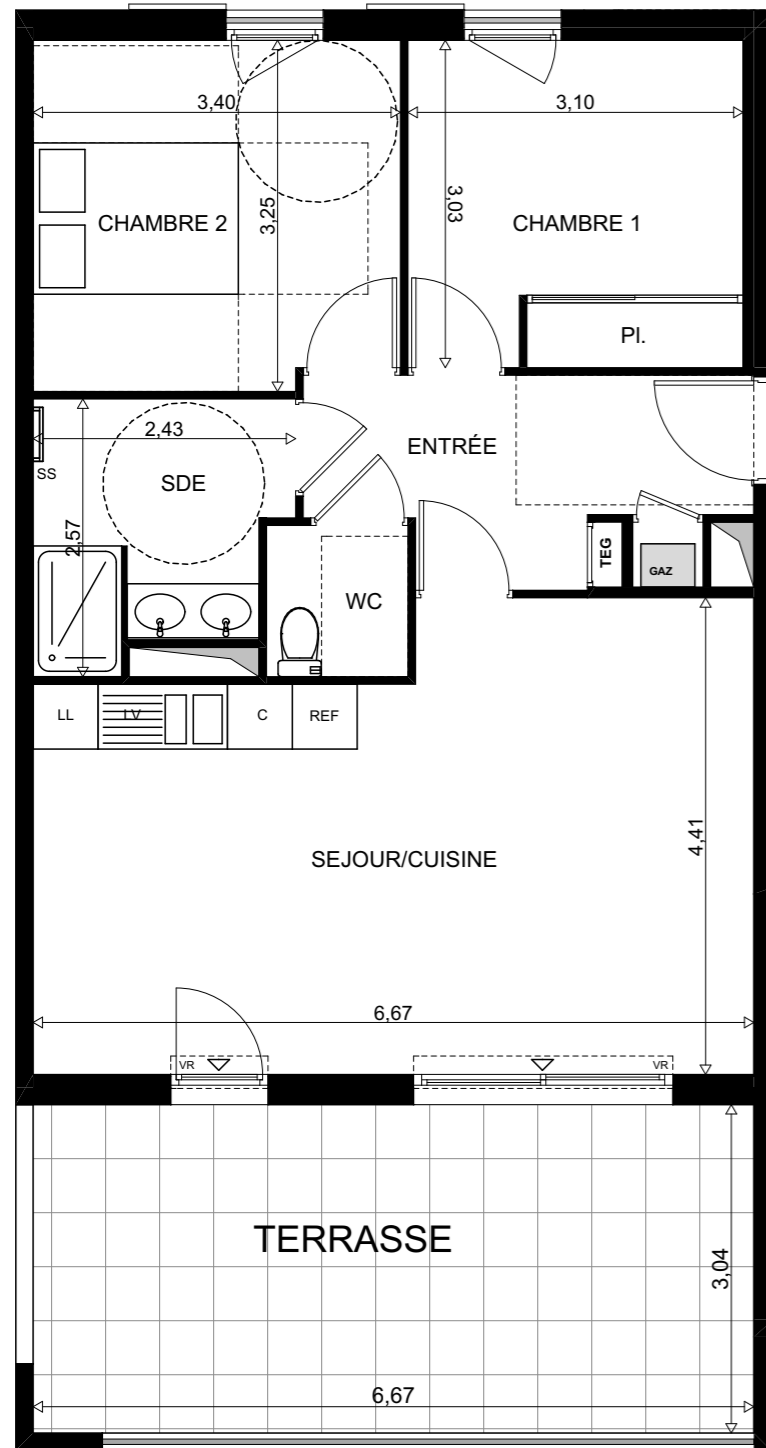 3,40
3,10
CHAMBRE 2
3,25
3,03
CHAMBRE 1
Pl.
2,43
ENTRÉE
SS
SDE
2,57
TEG
GAZ
WC
LL
LV
C
REF
SEJOUR/CUISINE
4,41
6,67
VR
VR
TERRASSE
3,04
6,67